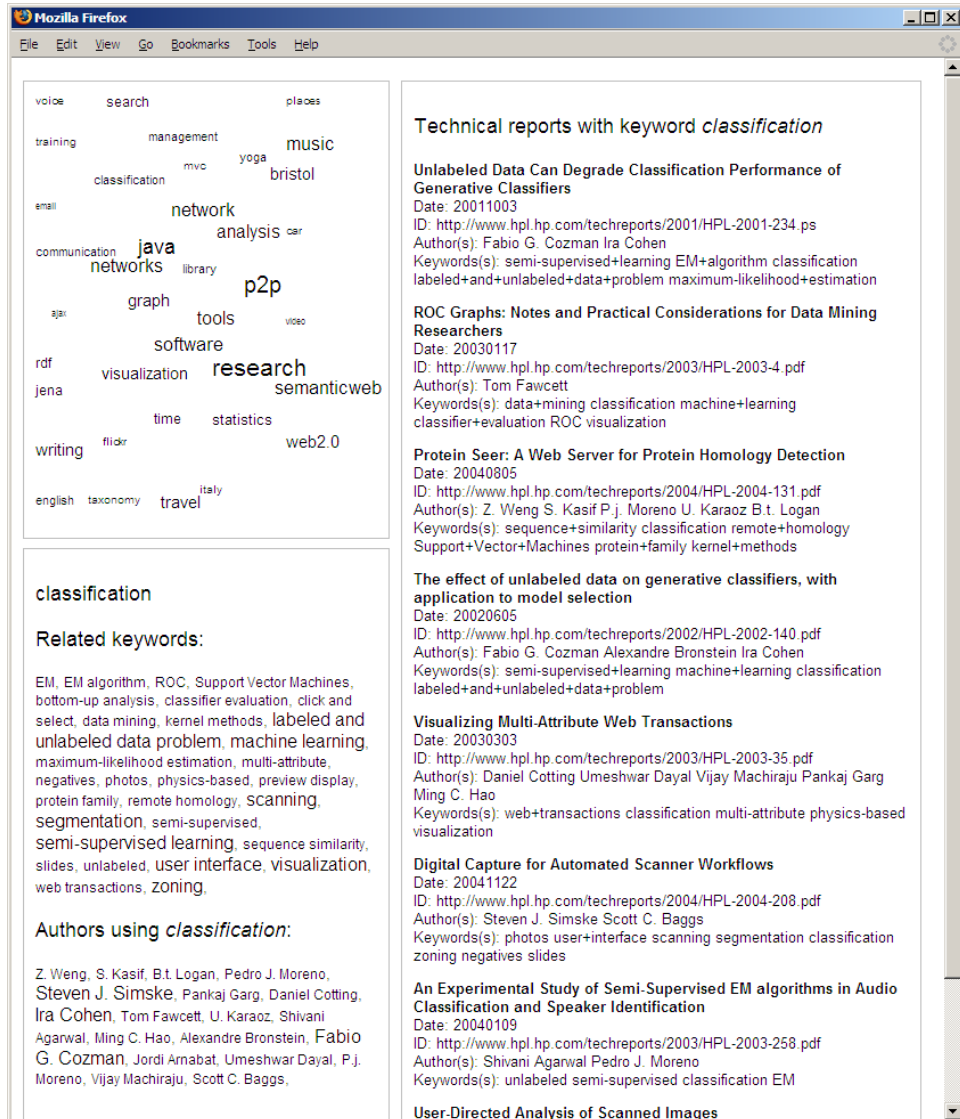 Mozilla Firefox
File Edit View Go Bookmarks Tools Help
voice search places
training management music
mvc yoga
classification bristol
email network
analysis car
communication java
networks library
p2p
graph
ajax tools video
software
rdf visualization research
jena semanticweb
time statistics
writing flickr web2.0
italy
english taxonomy travel
classification
Related keywords:
EM, EM algorithm, ROC, Support Vector Machines,
bottom-up analysis, classifier evaluation, click and
select, data mining, kernel methods, labeled and
unlabeled data problem, machine learning,
maximum-likelihood estimation, multi-attribute,
negatives, photos, physics-based, preview display,
protein family, remote homology, scanning,
segmentation, semi-supervised,
semi-supervised learning, sequence similarity,
slides, unlabeled, user interface, visualization,
web transactions, zoning,
Authors using classification:
Z. Weng, S. Kasif, B.t. Logan, Pedro J. Moreno,
Steven J. Simske, Pankaj Garg, Daniel Cotting,
Ira Cohen, Tom Fawcett, U. Karaoz, Shivani
Agarwal, Ming C. Hao, Alexandre Bronstein, Fabio
G. Cozman, Jordi Arnabat, Umeshwar Dayal, P.j.
Moreno, Vijay Machiraju, Scott C. Baggs,
Technical reports with keyword classification
Unlabeled Data Can Degrade Classification Performance of
Generative Classifiers
Date: 20011003
ID: http://www.hpl.hp.com/techreports/2001/HPL-2001-234.ps
Author(s): Fabio G. Cozman Ira Cohen
Keywords(s): semi-supervised+learning EM+algorithm classification
labeled+and+unlabeled+data+problem maximum-likelihood+estimation
ROC Graphs: Notes and Practical Considerations for Data Mining
Researchers
Date: 20030117
ID: http://www.hpl.hp.com/techreports/2003/HPL-2003-4.pdf
Author(s): Tom Fawcett
Keywords(s): data+mining classification machine+learning
classifier+evaluation ROC visualization
Protein Seer: A Web Server for Protein Homology Detection
Date: 20040805
ID: http://www.hpl.hp.com/techreports/2004/HPL-2004-131.pdf
Author(s): Z. Weng S. Kasif P.j. Moreno U. Karaoz B.t. Logan
Keywords(s): sequence+similarity classification remote+homology
Support+Vector+Machines protein+family kernel+methods
The effect of unlabeled data on generative classifiers, with
application to model selection
Date: 20020605
ID: http://www.hpl.hp.com/techreports/2002/HPL-2002-140.pdf
Author(s): Fabio G. Cozman Alexandre Bronstein Ira Cohen
Keywords(s): semi-supervised+learning machine+learning classification
labeled+and+unlabeled+data+problem
Visualizing Multi-Attribute Web Transactions
Date: 20030303
ID: http://www.hpl.hp.com/techreports/2003/HPL-2003-35.pdf
Author(s): Daniel Cotting Umeshwar Dayal Vijay Machiraju Pankaj Garg
Ming C. Hao
Keywords(s): web+transactions classification multi-attribute physics-based
visualization
Digital Capture for Automated Scanner Workflows
Date: 20041122
ID: http://www.hpl.hp.com/techreports/2004/HPL-2004-208.pdf
Author(s): Steven J. Simske Scott C. Baggs
Keywords(s): photos user+interface scanning segmentation classification
zoning negatives slides
An Experimental Study of Semi-Supervised EM algorithms in Audio
Classification and Speaker Identification
Date: 20040109
ID: http://www.hpl.hp.com/techreports/2003/HPL-2003-258.pdf
Author(s): Shivani Agarwal Pedro J. Moreno
Keywords(s): unlabeled semi-supervised classification EM
User-Directed Analysis of Scanned Images